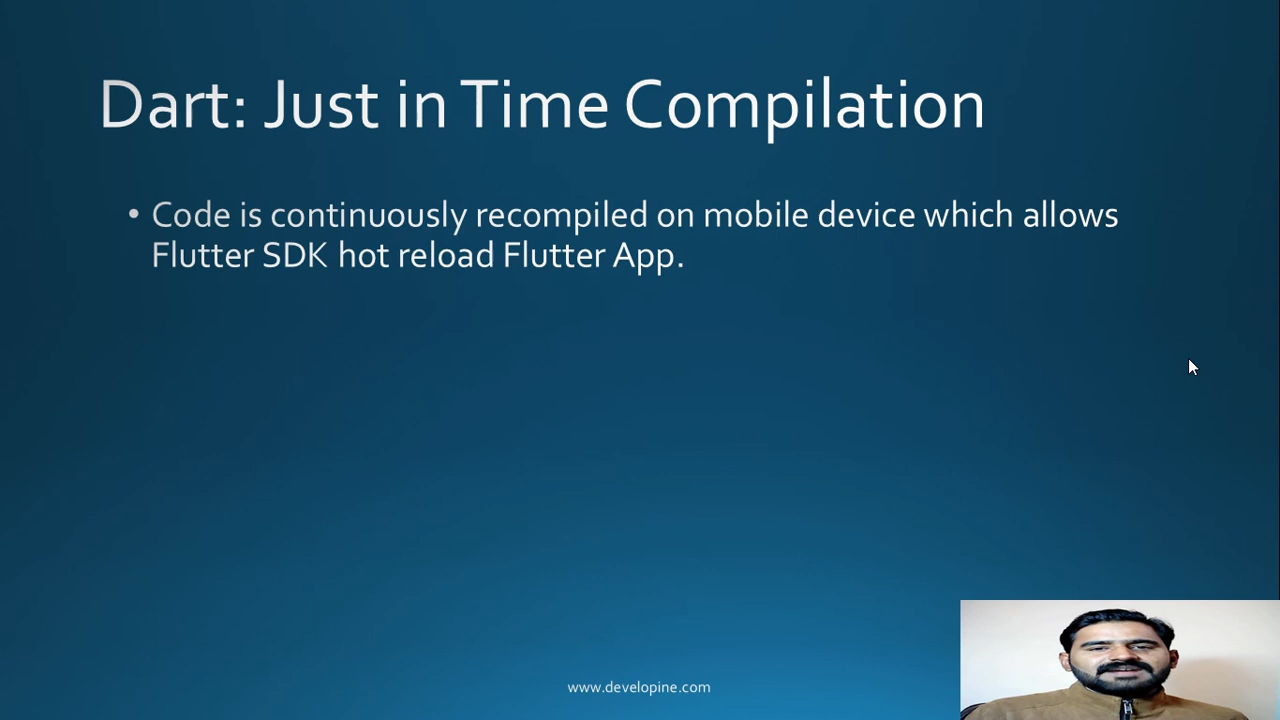 Dart: Just in Time Compilation
• Code is continuously recompiled on mobile device which allows
Flutter SDK hot reload Flutter App.
www.developine.com